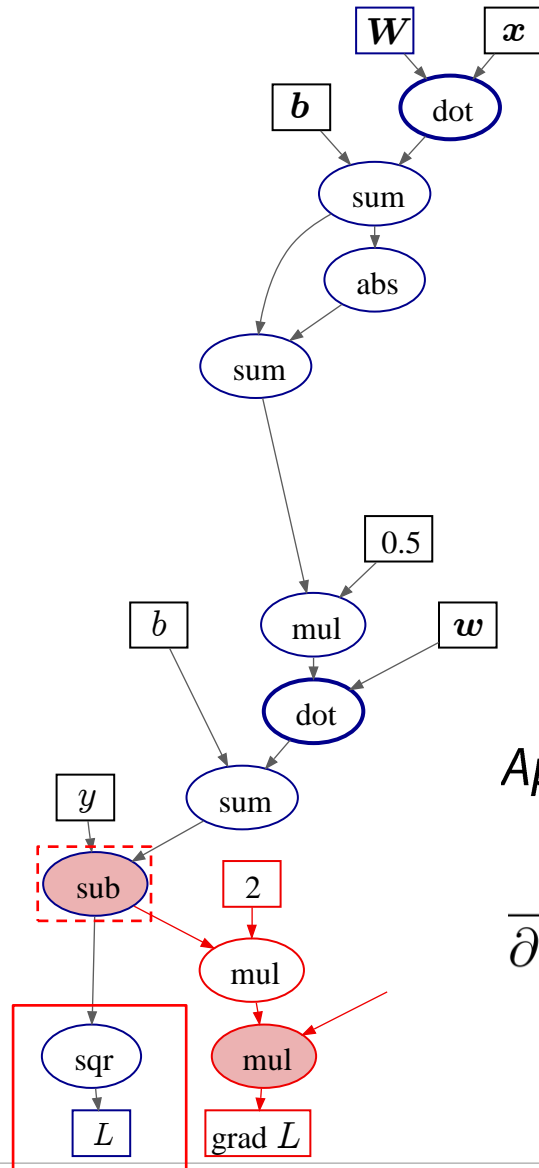 W x
dot
b
sum
abs
sum
0.5
mul
b w
dot
sum
y
sub
2
mul
sqr mul
L grad L
∂